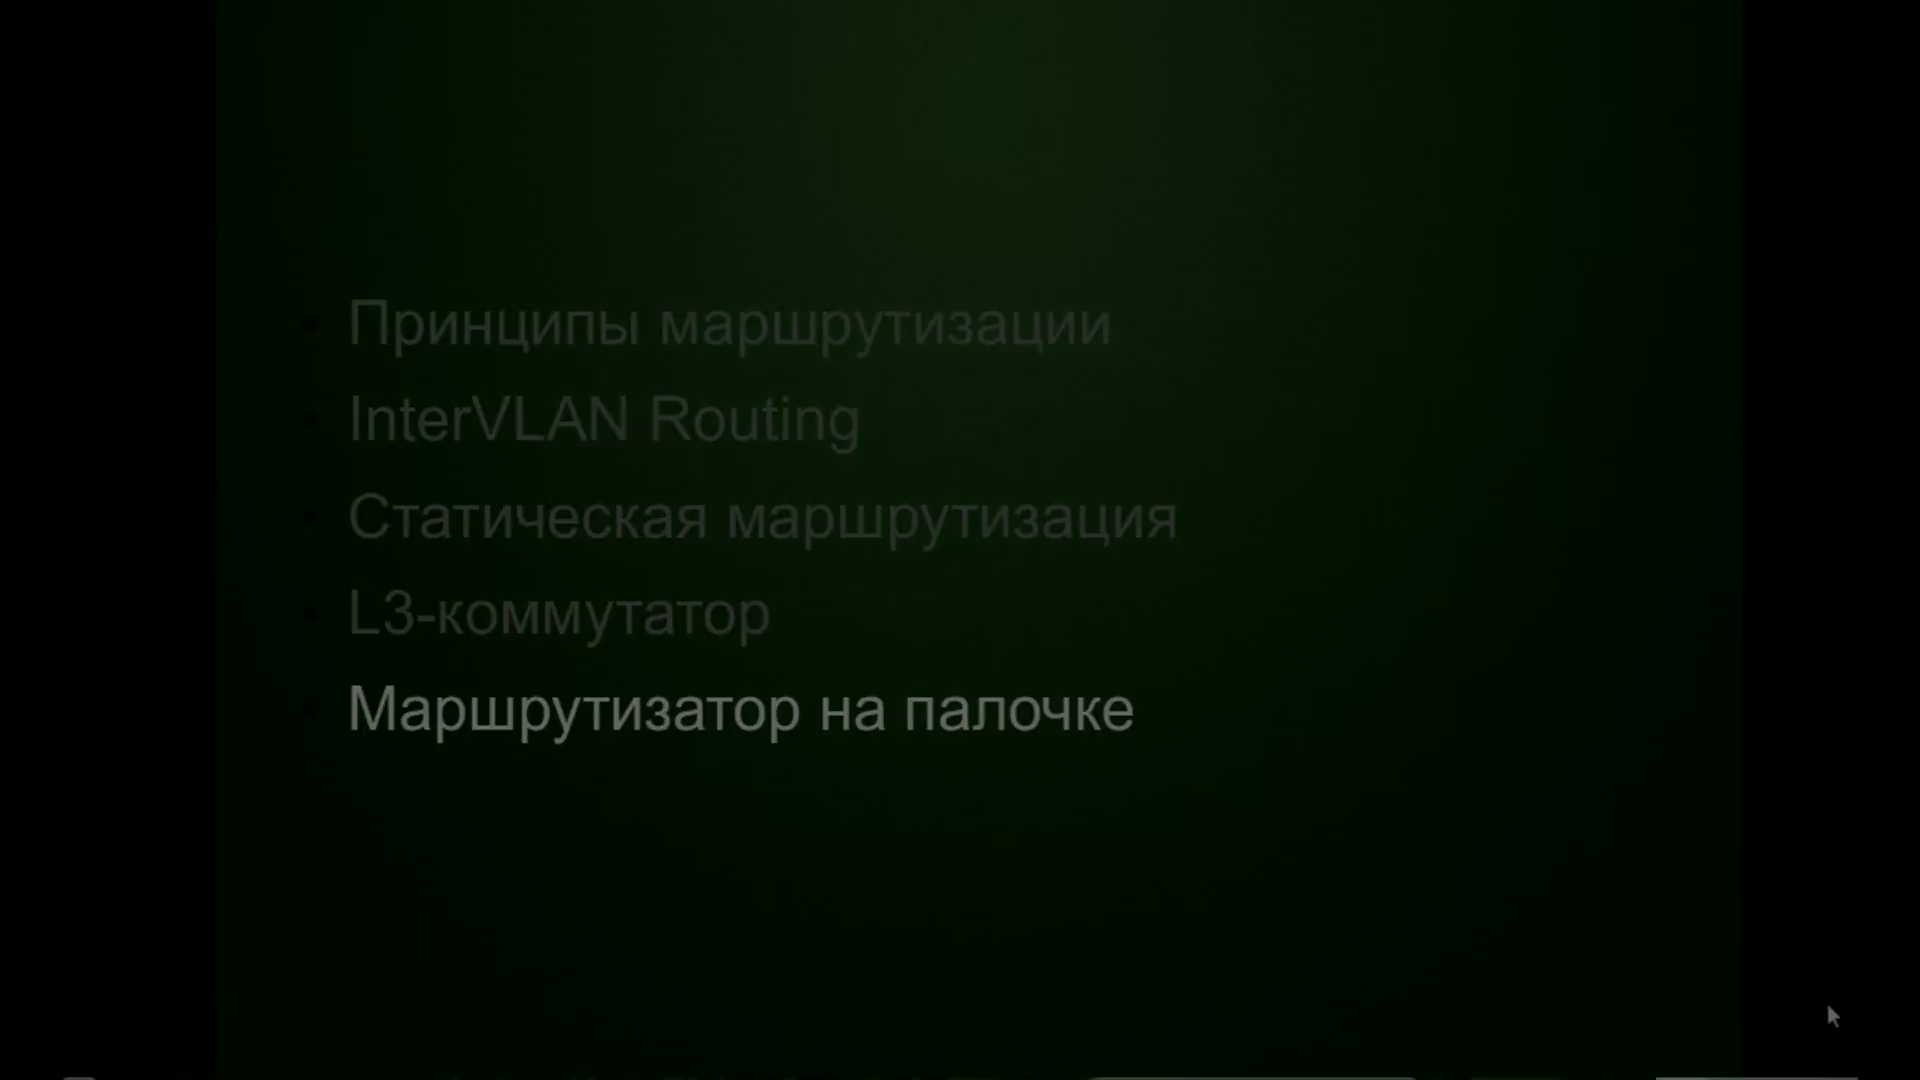 Принципы маршрутизации
InterVLAN Routing
Статическая маршрутизация
L3-коммутатор
Маршрутизатор на палочке